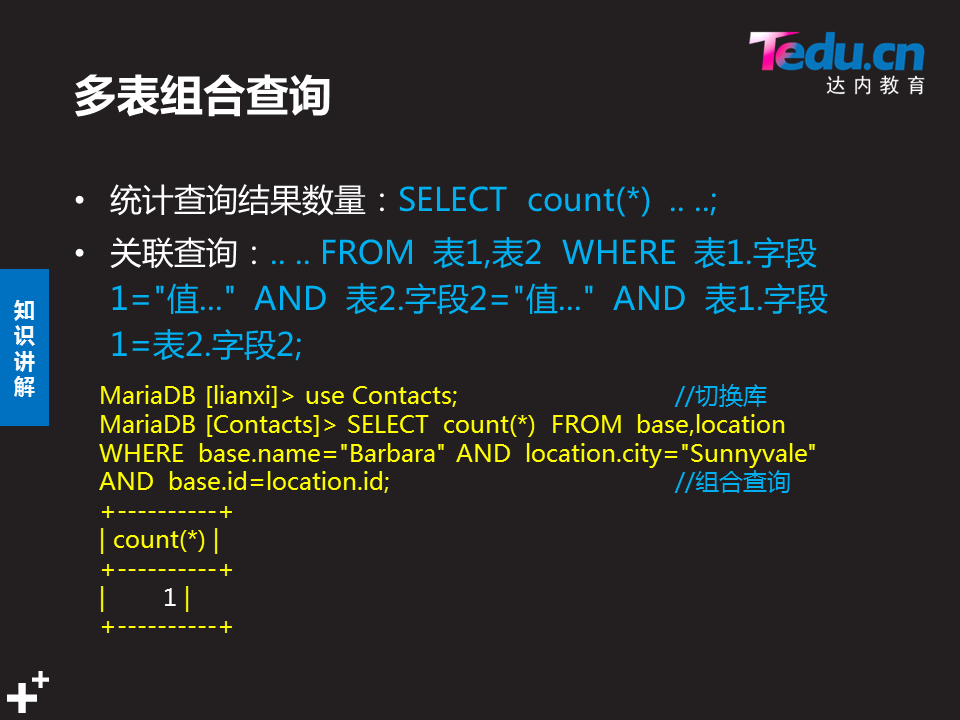 Tedu.cn
达内教育
多表组合查询
• 统计查询结果数量：SELECT count(*) .. ..;
• 关联查询：.. .. FROM 表1,表2 WHERE 表1.字段
1="值..." AND 表2.字段2="值..." AND 表1.字段
1=表2.字段2;
知识讲解
MariaDB [lianxi]> use Contacts; //切换库
MariaDB [Contacts]> SELECT count(*) FROM base,location
WHERE base.name="Barbara" AND location.city="Sunnyvale"
AND base.id=location.id; //组合查询
+----------+
| count(*) |
+----------+
| 1 |
+----------+